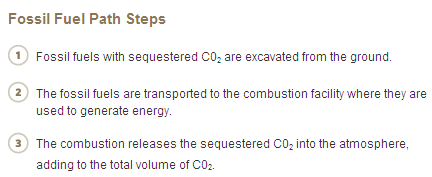 Fossil Fuel Path Steps
1 Fossil fuels with sequestered C0₂ are excavated from the ground.
2 The fossil fuels are transported to the combustion facility where they are
used to generate energy.
3 The combustion releases the sequestered C0₂ into the atmosphere,
adding to the total volume of C0₂.